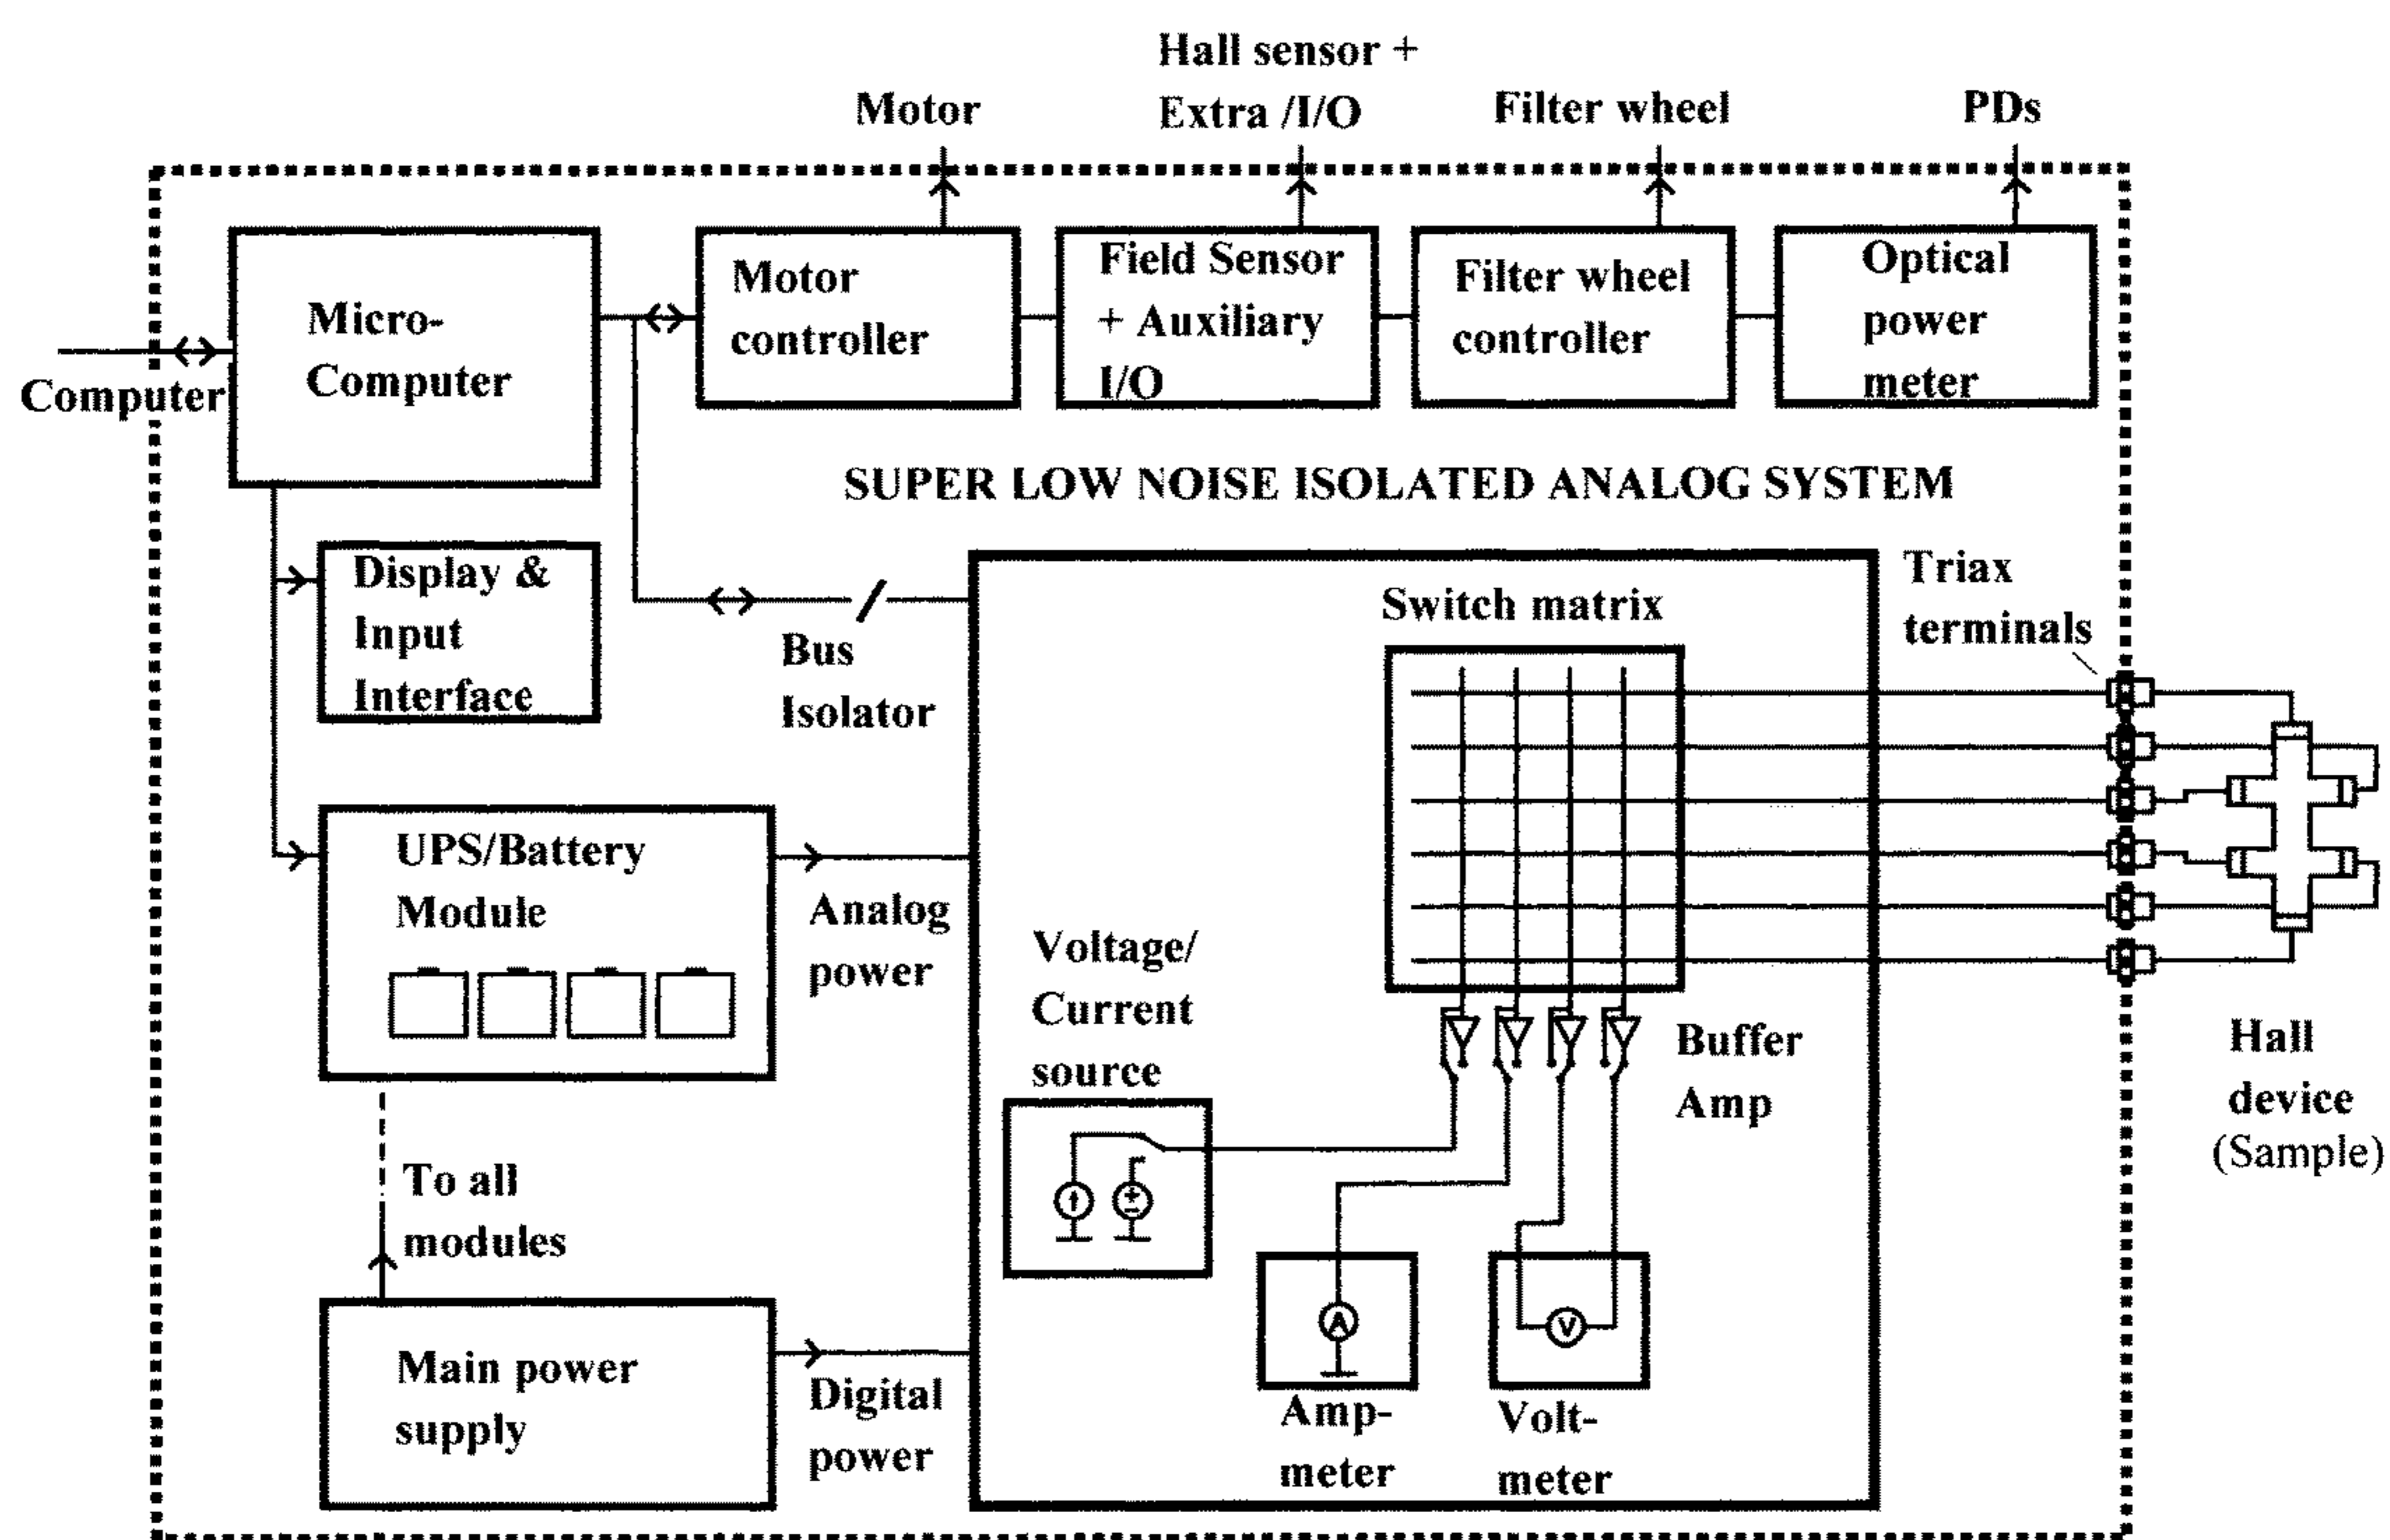 Hall sensor +
Motor
Extra /I/O
Filter wheel
PDs
Micro-
Computer
Computer
Motor
controller
Field Sensor
+ Auxiliary
I/O
Filter wheel
controller
Optical
power
meter
SUPER LOW NOISE ISOLATED ANALOG SYSTEM
Display &
Input
Interface
Bus
Isolator
Switch matrix
Triax
terminals
UPS/Battery
Module
Analog
power
Voltage/
Current
source
Buffer
Amp
Hall
device
(Sample)
To all
modules
Main power
supply
Digital
power
A
V
Amp-
meter
Volt-
meter